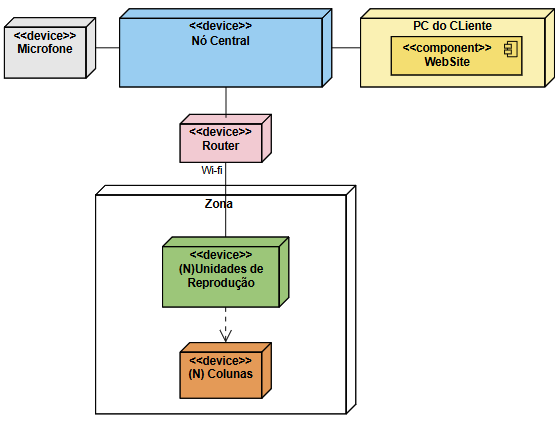 <<device>>
Microfone
<<device>>
Nó Central
PC do CLiente
<<component>>
WebSite
<<device>>
Router
Wi-fi
Zona
<<device>>
(N)Unidades de
Reprodução
<<device>>
(N) Colunas